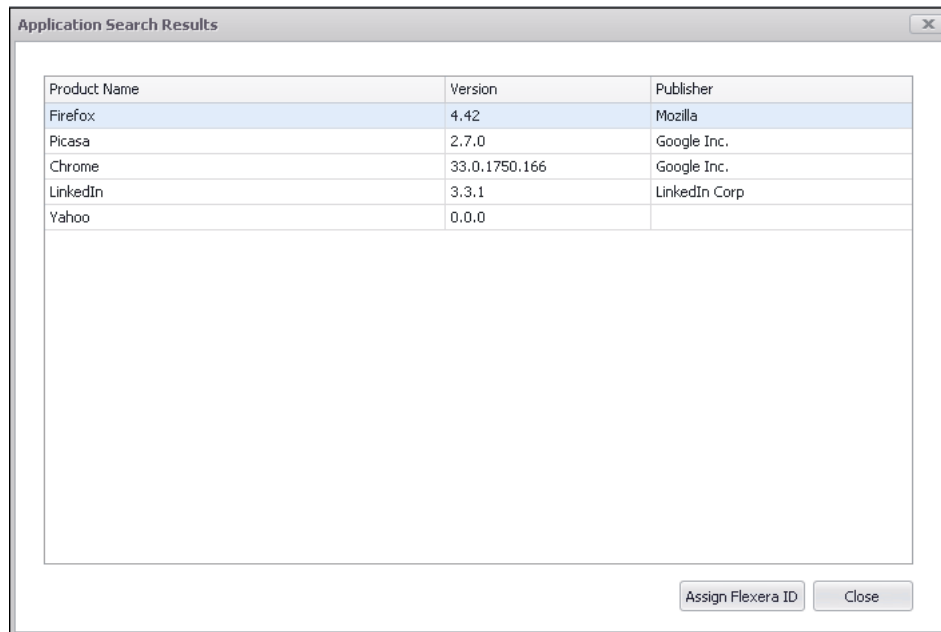 Application Search Results
Product Name Version Publisher
Firefox 4.42 Mozilla
Picasa 2.7.0 Google Inc.
Chrome 33.0.1750.166 Google Inc.
LinkedIn 3.3.1 LinkedIn Corp
Yahoo 0.0.0
Assign Flexera ID Close